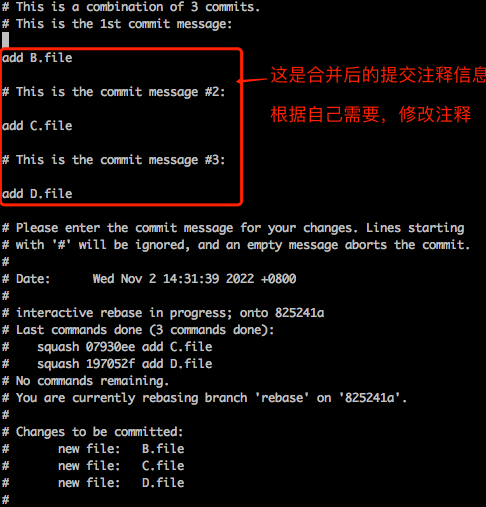 # This is a combination of 3 commits.
# This is the 1st commit message:
add B.file
这是合并后的提交注释信息
# This is the commit message #2:
根据自己需要，修改注释
add C.file
# This is the commit message #3:
add D.file
# Please enter the commit message for your changes. Lines starting
# with '#' will be ignored, and an empty message aborts the commit.
#
# Date:      Wed Nov 2 14:31:39 2022 +0800
#
# interactive rebase in progress; onto 825241a
# Last commands done (3 commands done):
#    squash 07930ee add C.file
#    squash 197052f add D.file
# No commands remaining.
# You are currently rebasing branch 'rebase' on '825241a'.
#
# Changes to be committed:
#       new file:   B.file
#       new file:   C.file
#       new file:   D.file
#